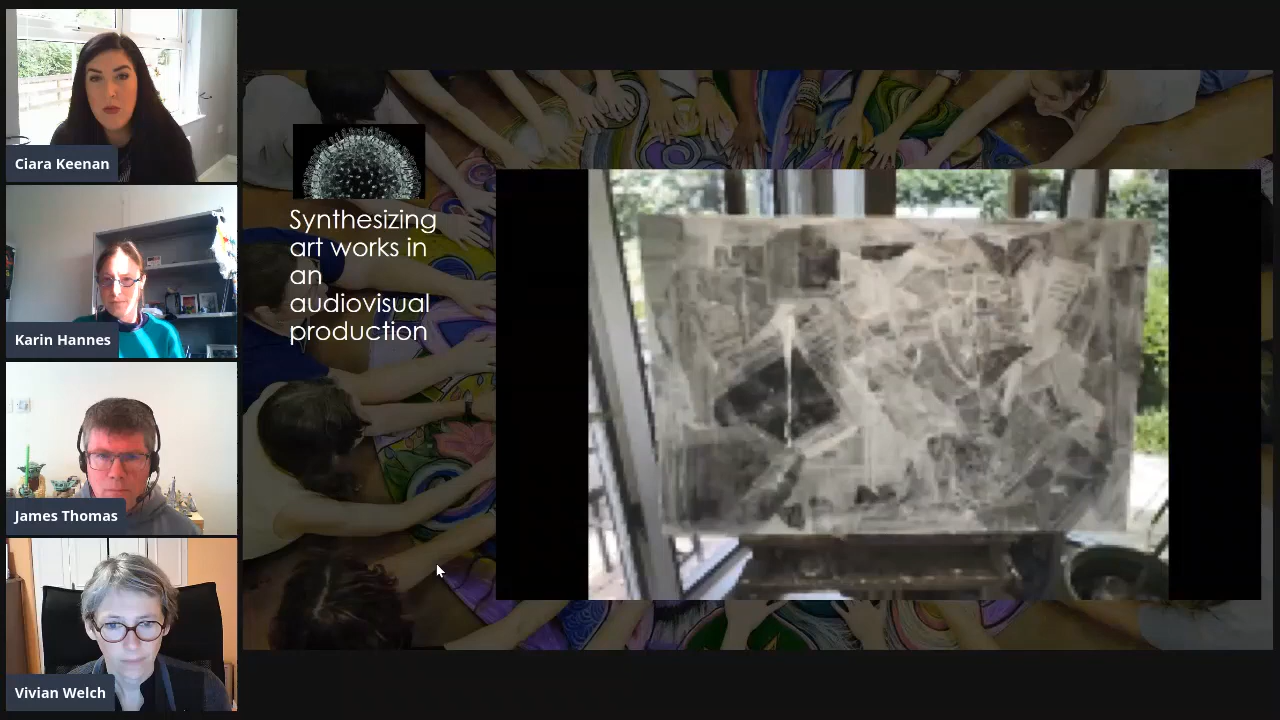 Ciara Keenan
Karin Hannes
James Thomas
Vivian Welch
Synthesizing
art works in
an
audiovisual
production